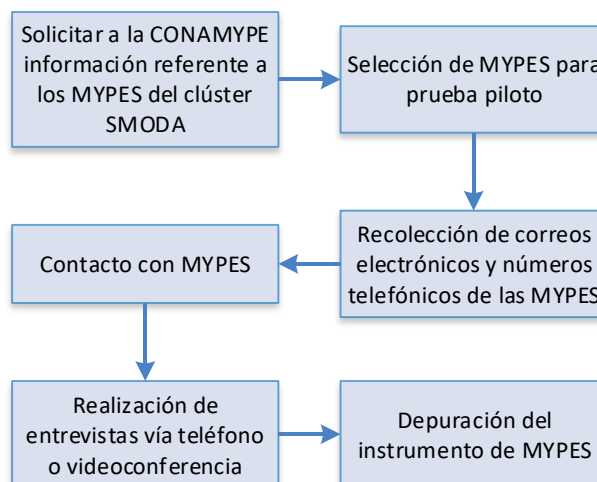 Solicitar a la CONAMYPE
información referente a
los MYPES del clúster
SMODA
Selección de MYPES para
prueba piloto
Recolección de correos
electrónicos y números
telefónicos de las MYPES
Contacto con MYPES
Realización de
entrevistas vía teléfono
o videoconferencia
Depuración del
instrumento de MYPES